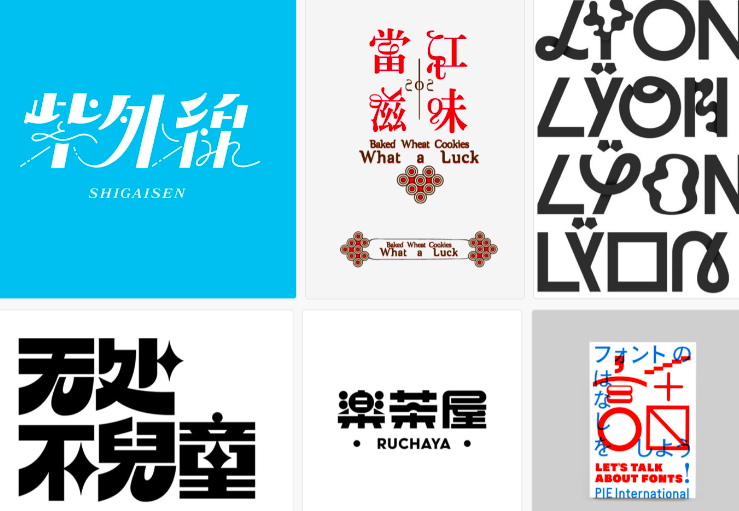 紫外線
SHIGAISEN
當江
滋味
Baked Wheat Cookies
What a Luck
Baked Wheat Cookies
What a Luck
LYON
LYON
LYON
LYON
无处
不兒童
楽茶屋
• RUCHAYA •
フォントの
はなしを
しよう
LET'S TALK
ABOUT FONTS!
PIE International